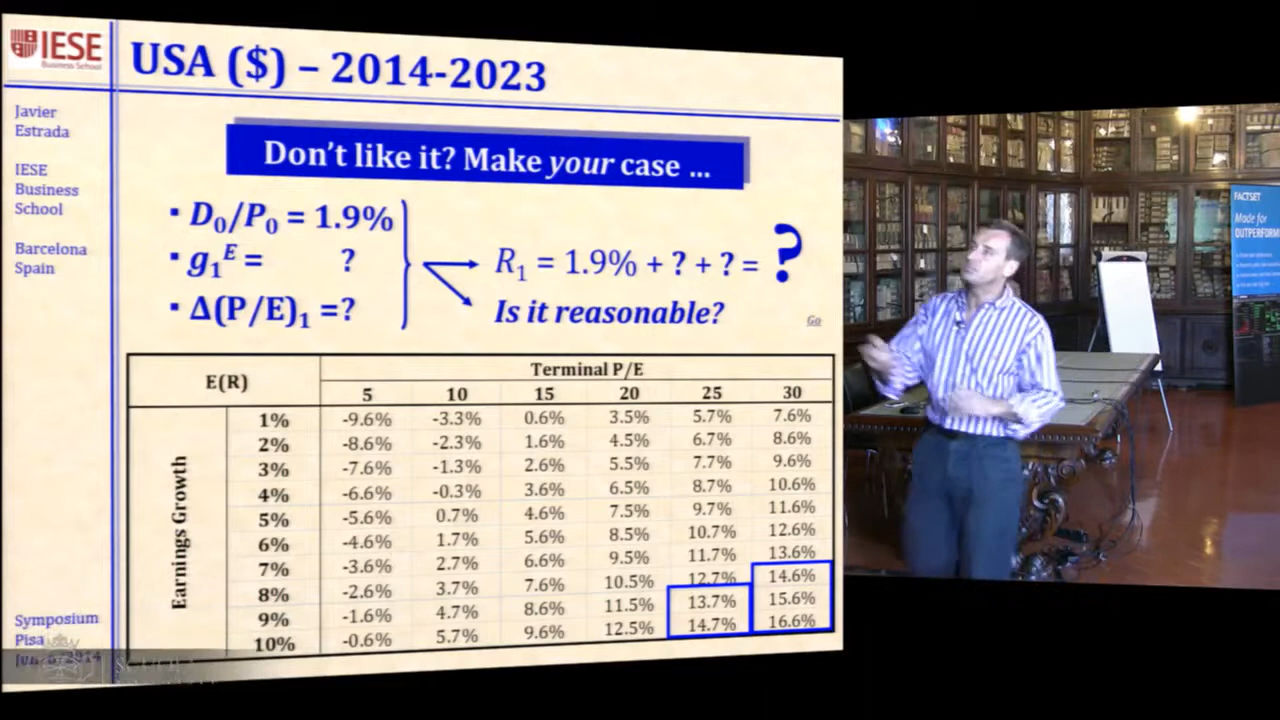 IESE
Business School
USA ($) – 2014-2023
Javier
Estrada
IESE
Business
School
Barcelona
Spain
Don't like it? Make your case ...
▪ D₀/P₀ = 1.9%
▪ g₁ᴱ = ?
▪ Δ(P/E)₁ =?
R₁ = 1.9% + ? + ? = ?
Is it reasonable?
Go
E(R) Terminal P/E
5 10 15 20 25 30
Earnings Growth
1% -9.6% -3.3% 0.6% 3.5% 5.7% 7.6%
2% -8.6% -2.3% 1.6% 4.5% 6.7% 8.6%
3% -7.6% -1.3% 2.6% 5.5% 7.7% 9.6%
4% -6.6% -0.3% 3.6% 6.5% 8.7% 10.6%
5% -5.6% 0.7% 4.6% 7.5% 9.7% 11.6%
6% -4.6% 1.7% 5.6% 8.5% 10.7% 12.6%
7% -3.6% 2.7% 6.6% 9.5% 11.7% 13.6%
8% -2.6% 3.7% 7.6% 10.5% 12.7% 14.6%
9% -1.6% 4.7% 8.6% 11.5% 13.7% 15.6%
10% -0.6% 5.7% 9.6% 12.5% 14.7% 16.6%
Symposium
Pisa
2014
FACTSET
Made for
OUTPERFORM